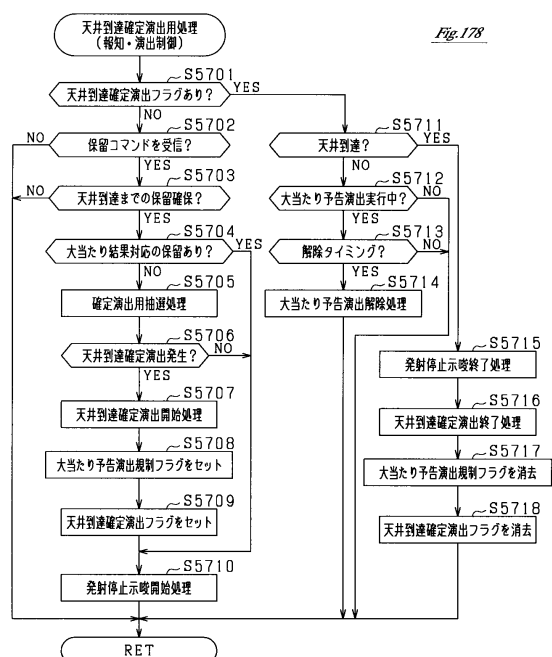 天井到達確定演出用処理
(報知・演出制御)
Fig.178
S5701
天井到達確定演出フラグあり?
YES
NO
S5702
NO
保留コマンドを受信?
YES
S5703
NO
天井到達までの保留確保?
YES
S5704
大当たり結果対応の保留あり?
YES
NO
S5705
確定演出用抽選処理
S5706
天井到達確定演出発生?
NO
YES
S5707
天井到達確定演出開始処理
S5708
大当たり予告演出規制フラグをセット
S5709
天井到達確定演出フラグをセット
S5710
発射停止示唆開始処理
S5711
天井到達?
YES
NO
S5712
大当たり予告演出実行中?
NO
YES
S5713
解除タイミング?
NO
YES
S5714
大当たり予告演出解除処理
S5715
発射停止示唆終了処理
S5716
天井到達確定演出終了処理
S5717
大当たり予告演出規制フラグを消去
S5718
天井到達確定演出フラグを消去
RET